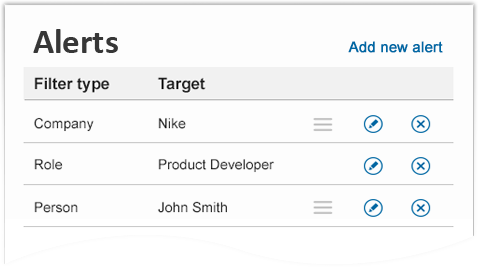 Alerts
Add new alert
Filter type Target
Company Nike
Role Product Developer
Person John Smith